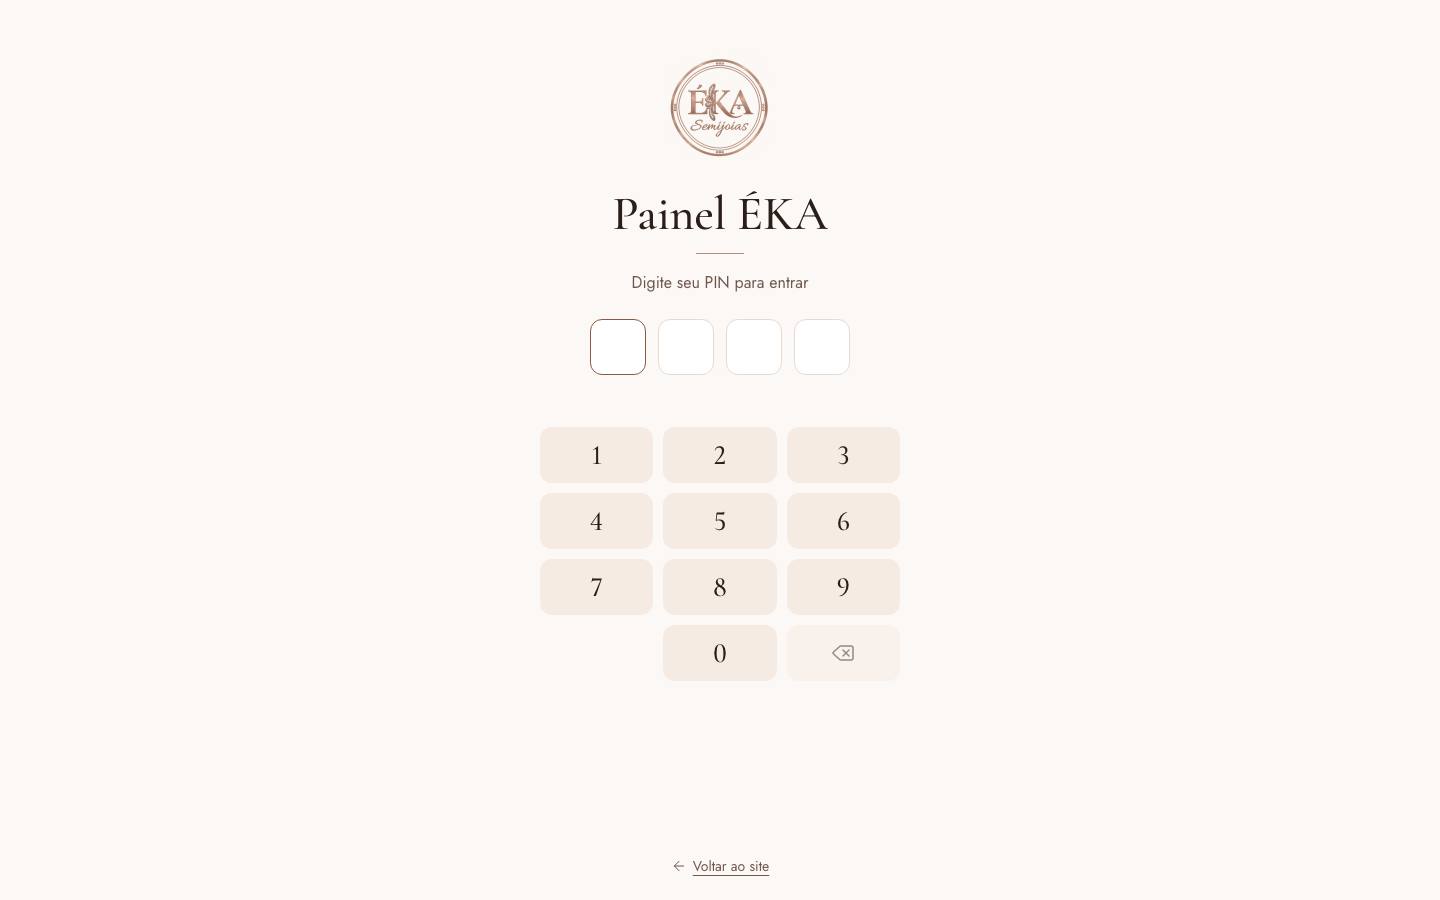 ÉKA
Semijoias
Painel ÉKA
Digite seu PIN para entrar
1 2 3
4 5 6
7 8 9
0
Voltar ao site